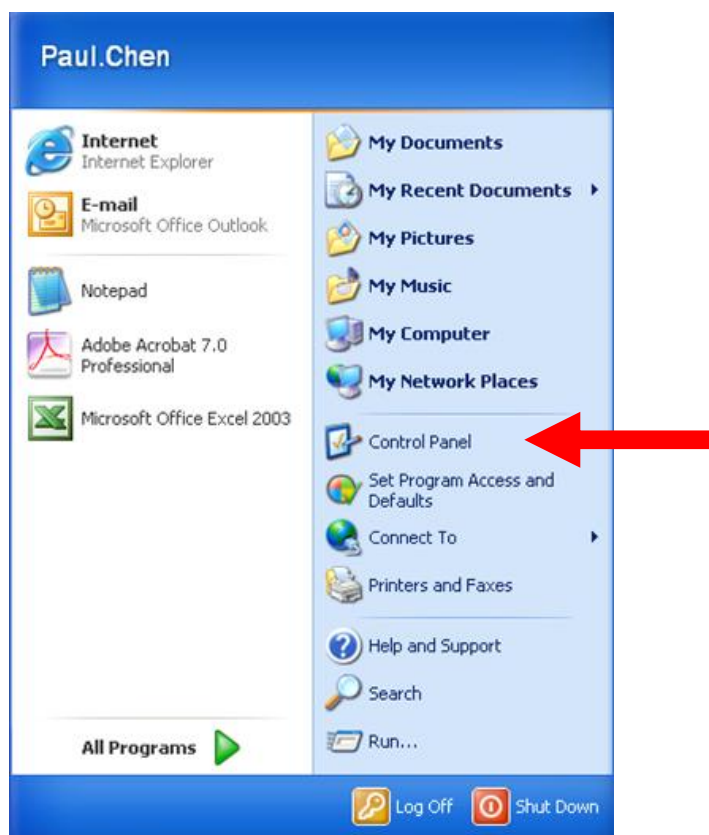 Paul.Chen
Internet
Internet Explorer
E-mail
Microsoft Office Outlook
Notepad
Adobe Acrobat 7.0
Professional
Microsoft Office Excel 2003
All Programs
My Documents
My Recent Documents
My Pictures
My Music
My Computer
My Network Places
Control Panel
Set Program Access and
Defaults
Connect To
Printers and Faxes
Help and Support
Search
Run...
Log Off
Shut Down